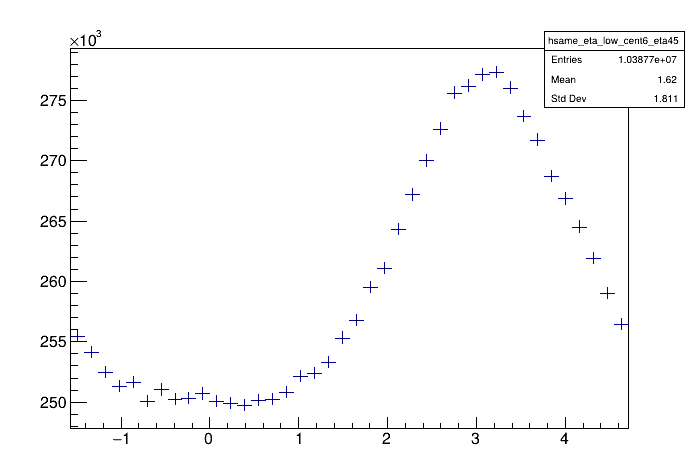 ×10³
hsame_eta_low_cent6_eta45
Entries 1.03877e+07
Mean 1.62
Std Dev 1.811
275
270
265
260
255
250
−1 0 1 2 3 4